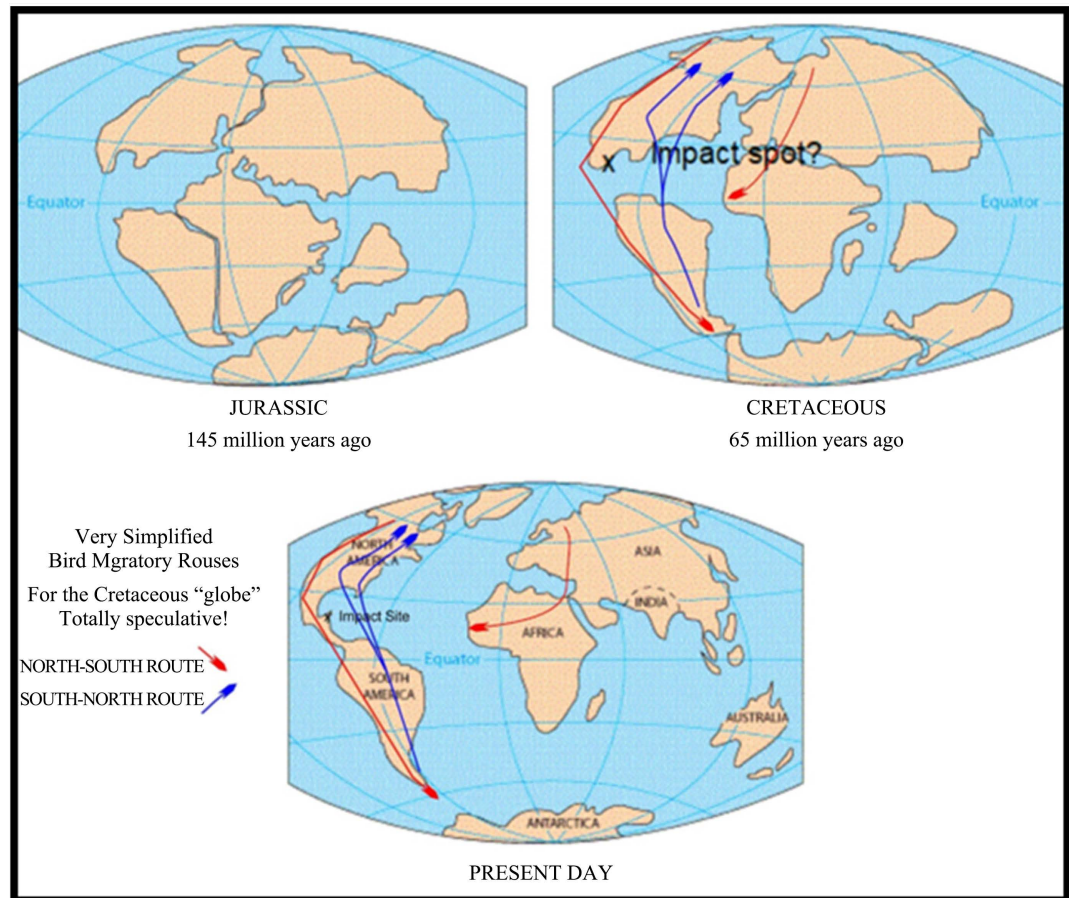 Equator
Impact spot?
x
Equator
JURASSIC
145 million years ago
CRETACEOUS
65 million years ago
Very Simplified
Bird Mgratory Rouses
For the Cretaceous “globe”
Totally speculative!
NORTH-SOUTH ROUTE
SOUTH-NORTH ROUTE
NORTH
AMERICA
ASIA
INDIA
x Impact Site
AFRICA
Equator
SOUTH
AMERICA
AUSTRALIA
ANTARCTICA
PRESENT DAY